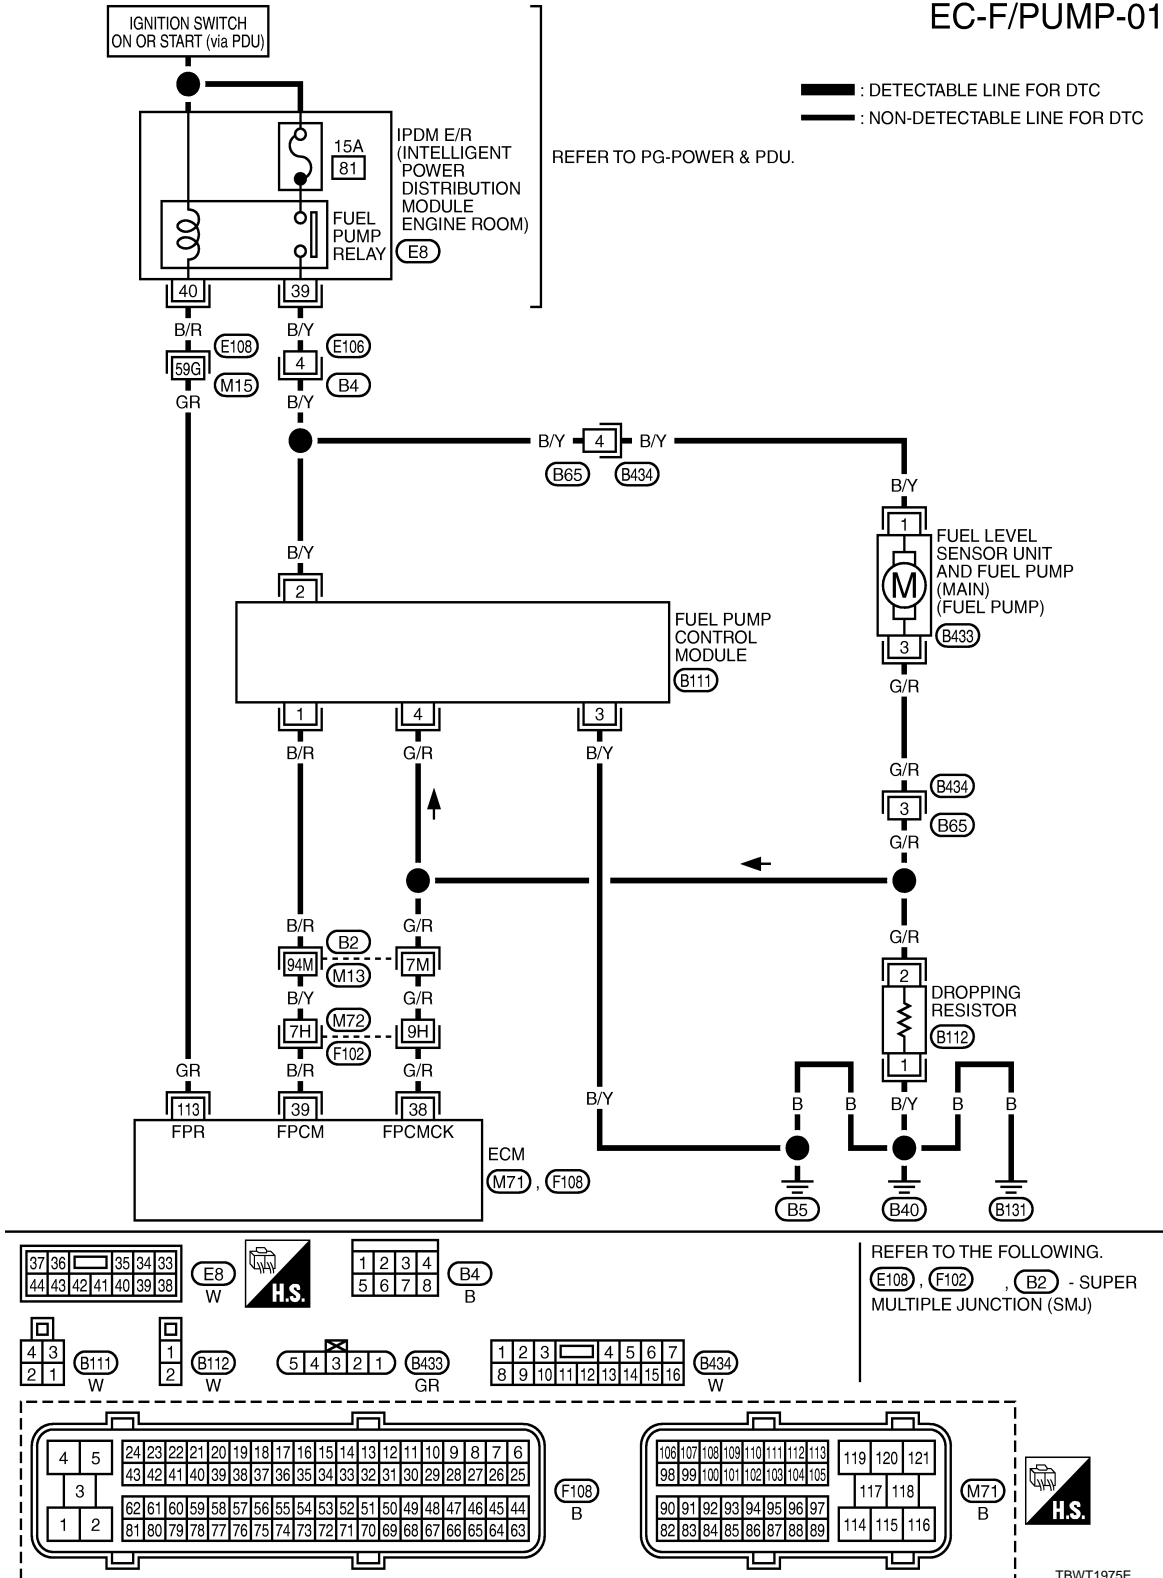 EC-F/PUMP-01
IGNITION SWITCH
ON OR START (via PDU)
: DETECTABLE LINE FOR DTC
: NON-DETECTABLE LINE FOR DTC
15A
81
IPDM E/R
(INTELLIGENT
POWER
DISTRIBUTION
MODULE
ENGINE ROOM)
E8
REFER TO PG-POWER & PDU.
FUEL
PUMP
RELAY
40
39
B/R
B/Y
59G
E108
M15
4
E106
B4
GR
B/Y
B/Y
4
B/Y
B65
B434
B/Y
1
FUEL LEVEL
SENSOR UNIT
AND FUEL PUMP
(MAIN)
(FUEL PUMP)
B433
M
3
G/R
B/Y
2
FUEL PUMP
CONTROL
MODULE
B111
1
4
3
B/R
G/R
B/Y
G/R
B434
3
B65
G/R
B/R
G/R
G/R
B2
94M
7M
M13
B/Y
G/R
M72
7H
9H
F102
2
DROPPING
RESISTOR
B112
1
GR
B/R
G/R
B/Y
B
B
B/Y
B
B
113
39
38
FPR
FPCM
FPCMCK
ECM
M71 , F108
B5
B40
B131
37 36 35 34 33
44 43 42 41 40 39 38
E8
W
H.S.
1 2 3 4
5 6 7 8
B4
B
REFER TO THE FOLLOWING.
E108 , F102 , B2 - SUPER
MULTIPLE JUNCTION (SMJ)
4 3
2 1
B111
W
1
2
B112
W
5 4 3 2 1
B433
GR
1 2 3 4 5 6 7
8 9 10 11 12 13 14 15 16
B434
W
4 5
3
1 2
24 23 22 21 20 19 18 17 16 15 14 13 12 11 10 9 8 7 6
43 42 41 40 39 38 37 36 35 34 33 32 31 30 29 28 27 26 25
62 61 60 59 58 57 56 55 54 53 52 51 50 49 48 47 46 45 44
81 80 79 78 77 76 75 74 73 72 71 70 69 68 67 66 65 64 63
F108
B
106 107 108 109 110 111 112 113
98 99 100 101 102 103 104 105
90 91 92 93 94 95 96 97
82 83 84 85 86 87 88 89
119 120 121
117 118
114 115 116
M71
B
H.S.
TBWT1975E